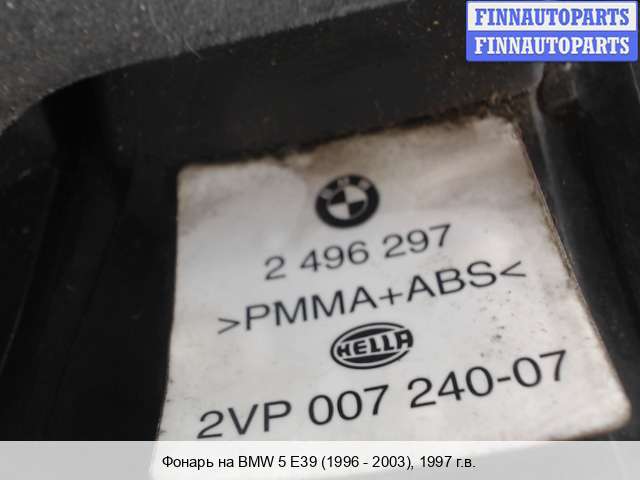 FINNAUTOPARTS
FINNAUTOPARTS
BMW
2 496 297
>PMMA+ABS<
HELLA
2VP 007 240-07
Фонарь на BMW 5 E39 (1996 - 2003), 1997 г.в.